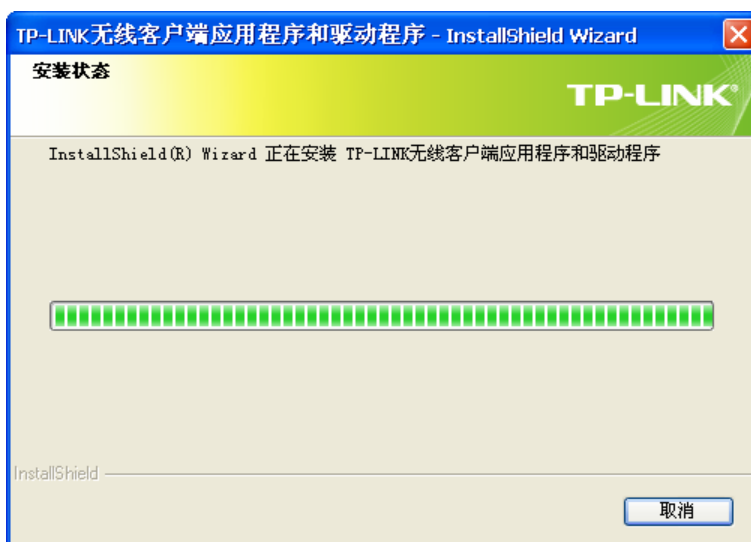 TP-LINK无线客户端应用程序和驱动程序 - InstallShield Wizard
安装状态
TP-LINK®
InstallShield(R) Wizard 正在安装 TP-LINK无线客户端应用程序和驱动程序
InstallShield
取消